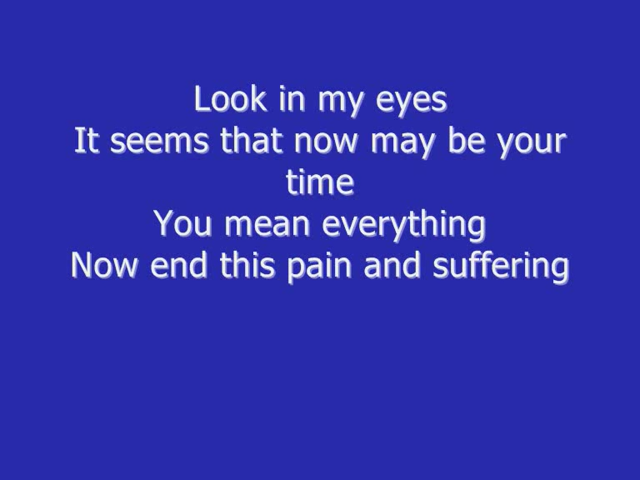 Look in my eyes
It seems that now may be your
time
You mean everything
Now end this pain and suffering